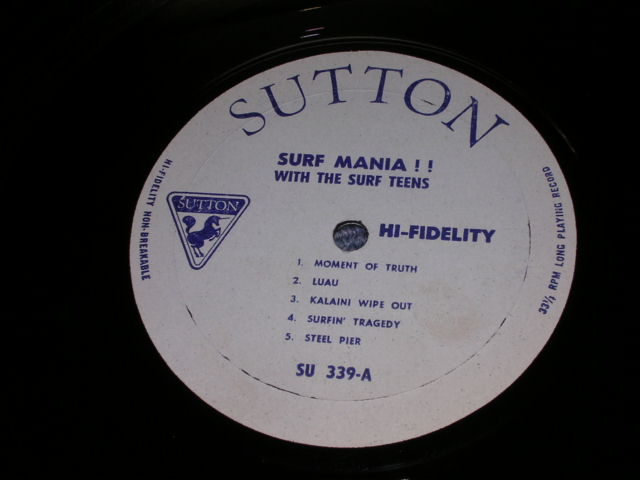 SUTTON
SURF MANIA ! !
WITH THE SURF TEENS
HI-FIDELITY NON-BREAKABLE
SUTTON
HI-FIDELITY
33⅓ RPM LONG PLAYING RECORD
1. MOMENT OF TRUTH
2. LUAU
3. KALAINI WIPE OUT
4. SURFIN' TRAGEDY
5. STEEL PIER
SU 339-A